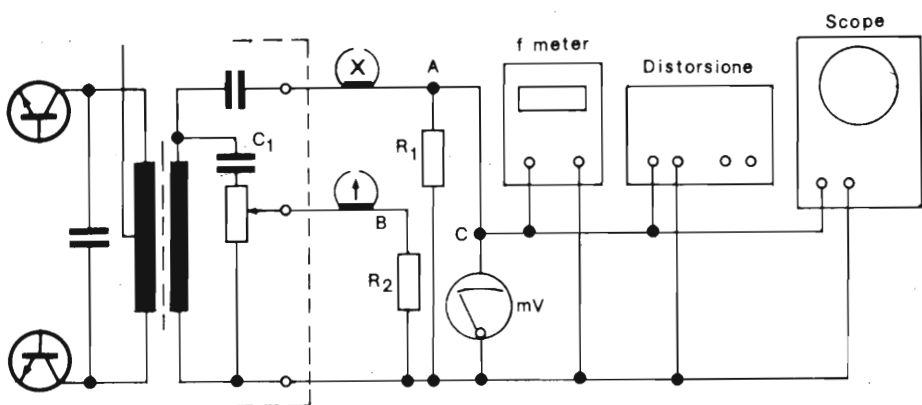 Scope
f meter
Distorsione
X
A
C1
R1
B
C
R2
mV